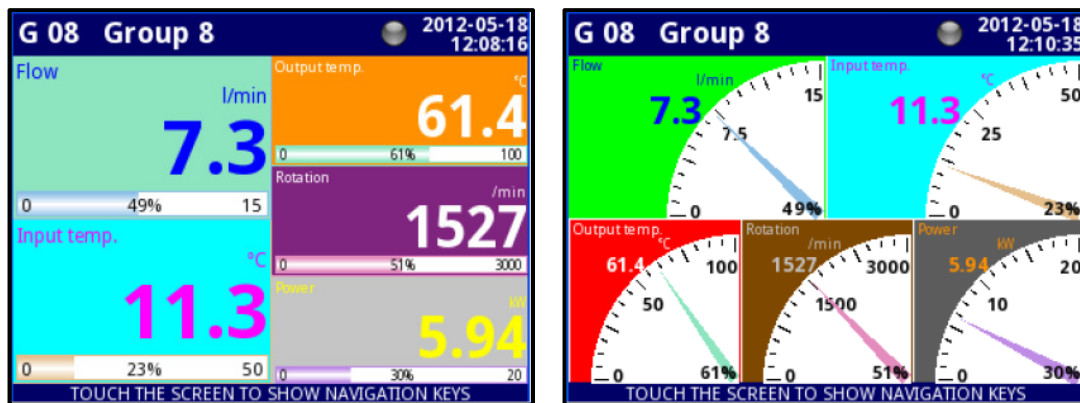 G 08 Group 8
2012-05-18
12:08:16
Flow
l/min
7.3
0 49% 15
Input temp.
°C
11.3
0 23% 50
Output temp.
°C
61.4
0 61% 100
Rotation
/min
1527
0 51% 3000
Power
kW
5.94
0 30% 20
TOUCH THE SCREEN TO SHOW NAVIGATION KEYS
G 08 Group 8
2012-05-18
12:10:35
Flow
l/min
7.3
15
7.5
0
49%
Input temp.
°C
11.3
50
25
0
23%
Output temp.
°C
61.4
100
50
0
61%
Rotation
/min
1527
3000
1500
0
51%
Power
kW
5.94
20
10
0
30%
TOUCH THE SCREEN TO SHOW NAVIGATION KEYS